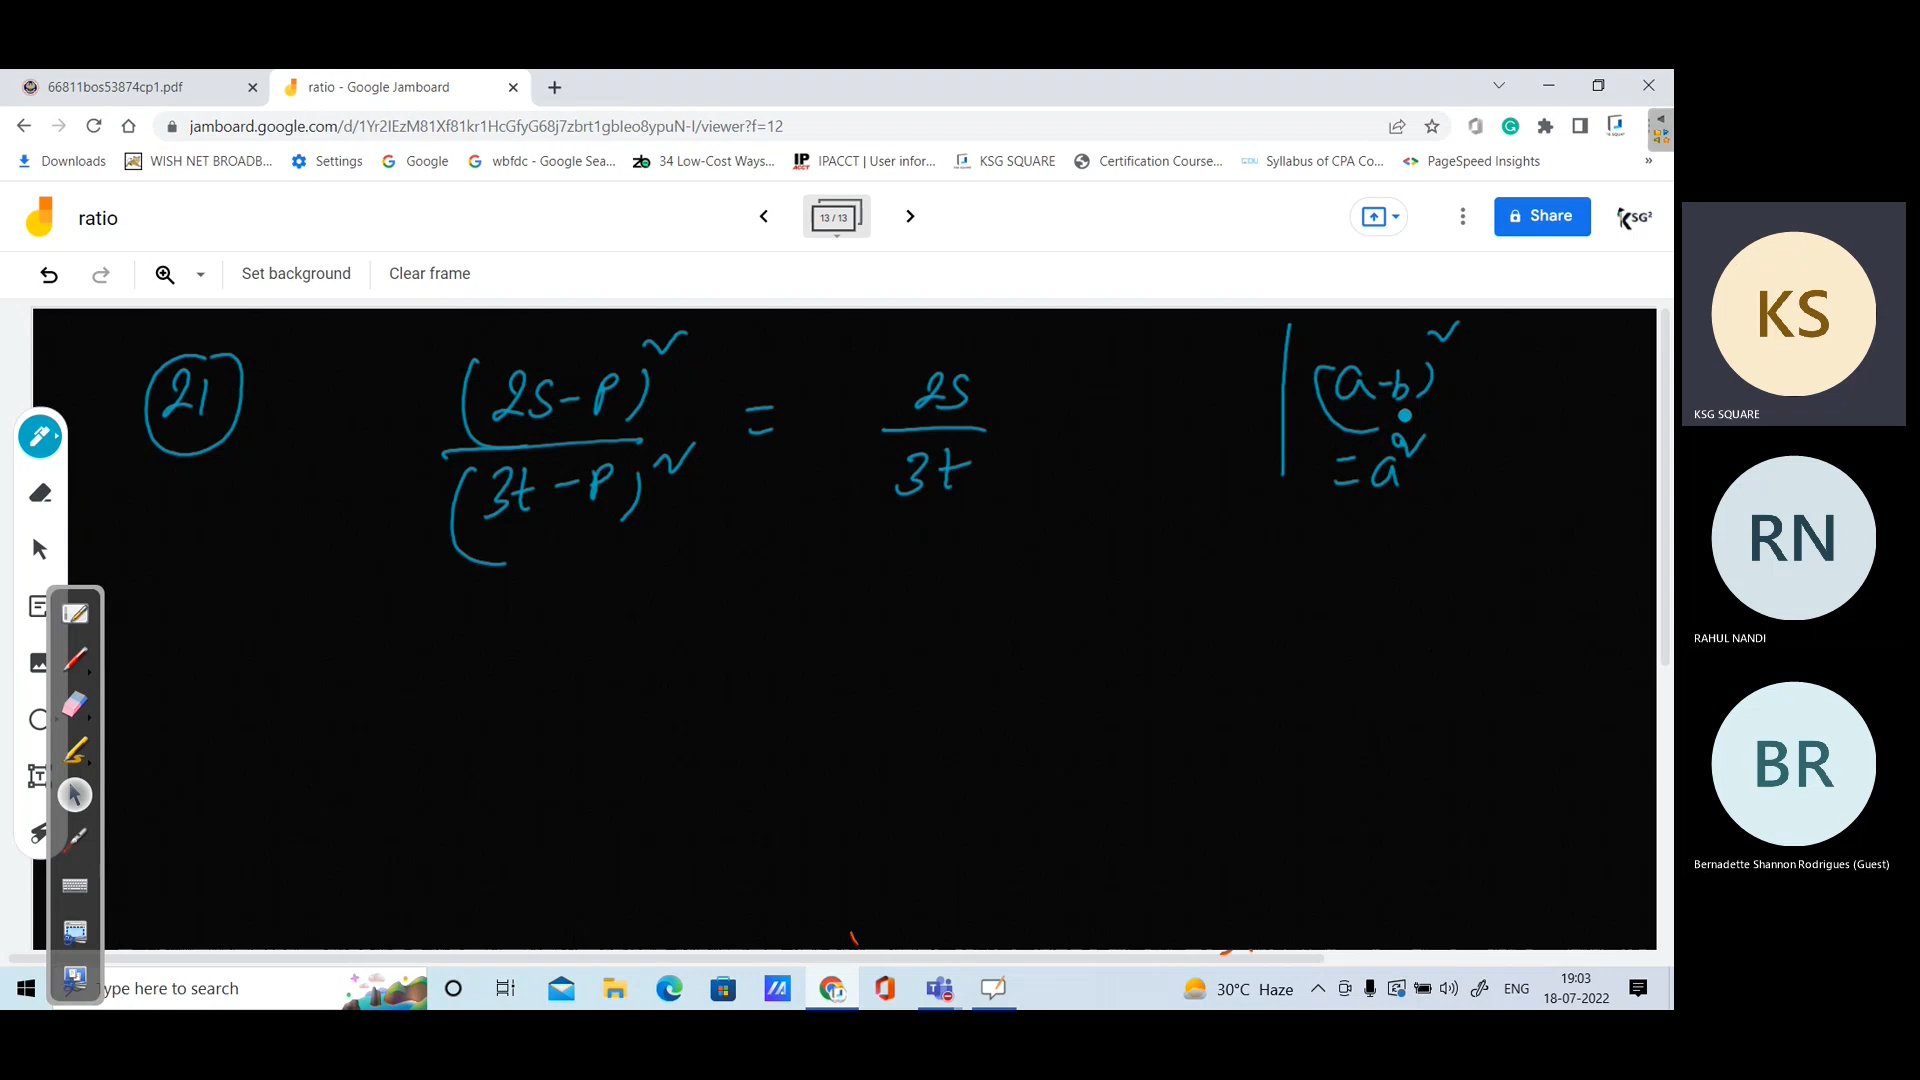 66811bos53874cp1.pdf
ratio - Google Jamboard
jamboard.google.com/d/1Yr2IEzM81Xf81kr1HcGfyG68j7zbrt1gbIeo8ypuN-I/viewer?f=12
Downloads WISH NET BROADB... Settings Google wbfdc - Google Sea... 34 Low-Cost Ways... IPACCT | User infor... KSG SQUARE Certification Course... Syllabus of CPA Co... PageSpeed Insights »
ratio
13 / 13
Share
KSG²
Set background Clear frame
21
(2s-p)² / (3t-p)² = 2s / 3t
(a-b)²
= a²
KS
KSG SQUARE
RN
RAHUL NANDI
BR
Bernadette Shannon Rodrigues (Guest)
Type here to search
30°C Haze
ENG
19:03
18-07-2022